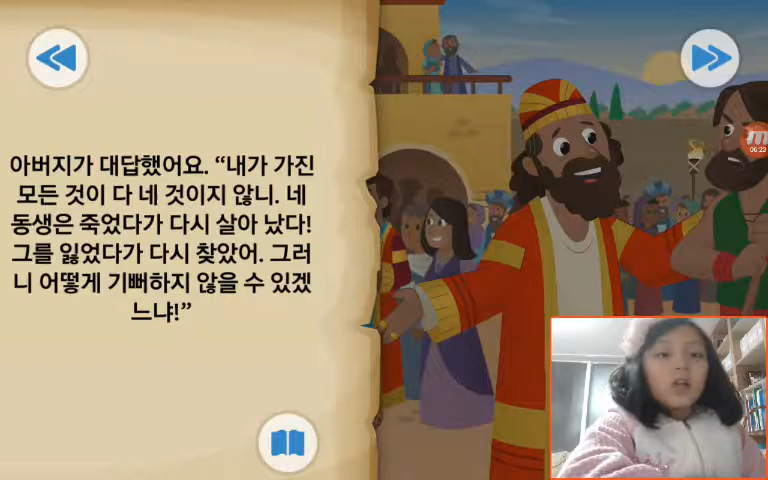 아버지가 대답했어요. “내가 가진
모든 것이 다 네 것이지 않니. 네
동생은 죽었다가 다시 살아 났다!
그를 잃었다가 다시 찾았어. 그러
니 어떻게 기뻐하지 않을 수 있겠
느냐!”
06:23